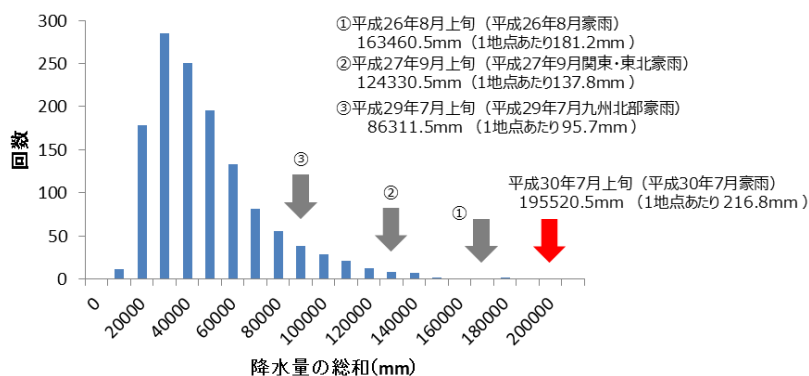 ①平成26年8月上旬（平成26年8月豪雨）
163460.5mm（1地点あたり181.2mm）
②平成27年9月上旬（平成27年9月関東・東北豪雨）
124330.5mm（1地点あたり137.8mm）
③平成29年7月上旬（平成29年7月九州北部豪雨）
86311.5mm（1地点あたり95.7mm）
平成30年7月上旬（平成30年7月豪雨）
195520.5mm（1地点あたり216.8mm）
③
②
①
回数
300
250
200
150
100
50
0
0
20000
40000
60000
80000
100000
120000
140000
160000
180000
200000
降水量の総和(mm)